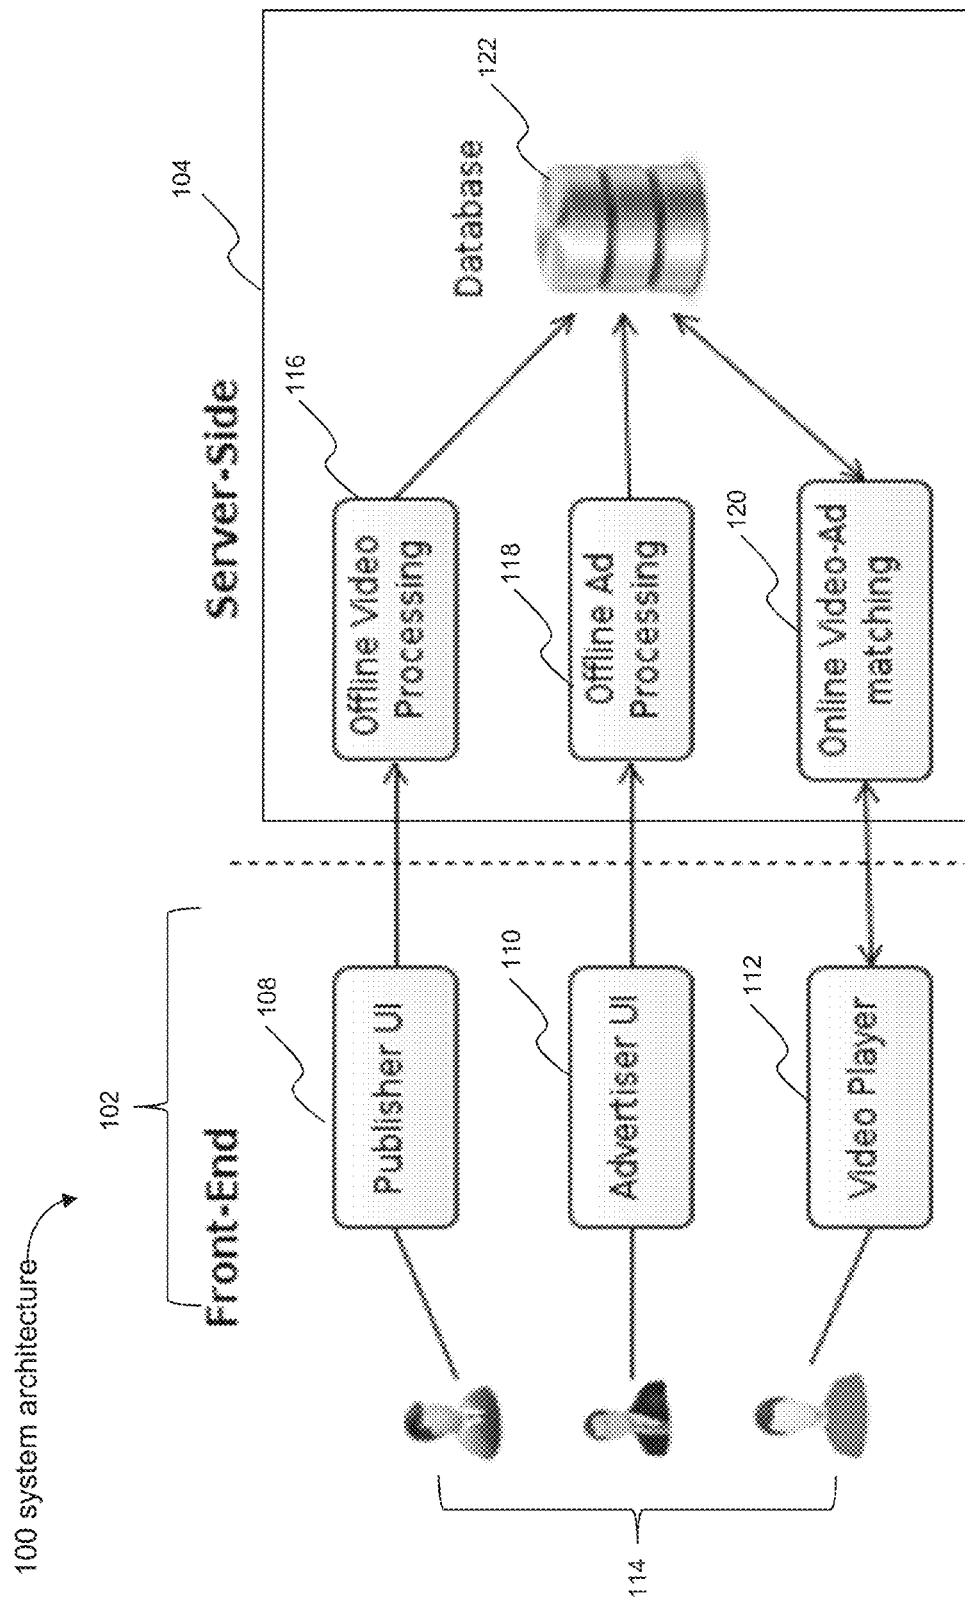 100 system architecture
102
104
Front-End
Server-Side
108
Publisher UI
116
Offline Video
Processing
Database
122
110
Advertiser UI
118
Offline Ad
Processing
114
112
Video Player
120
Online Video-Ad
matching